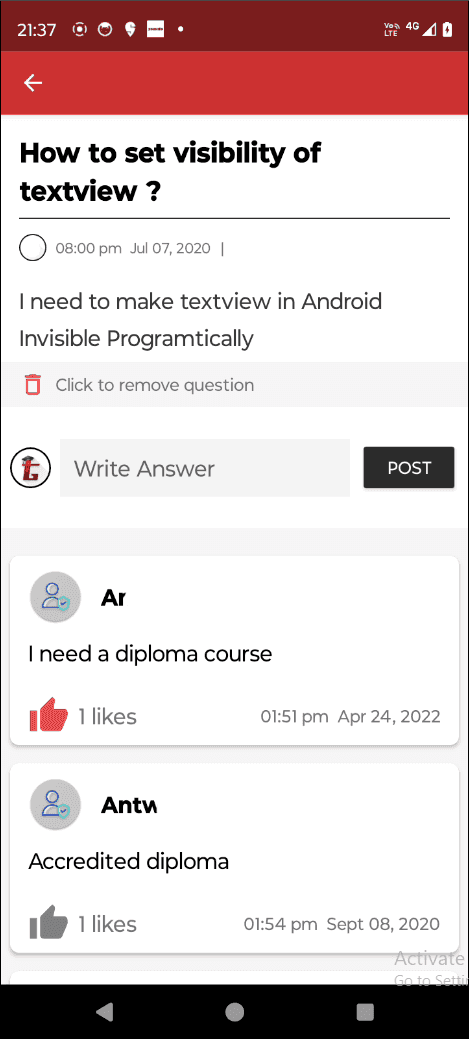 21:37
VoLTE 4G
How to set visibility of
textview ?
08:00 pm Jul 07, 2020 |
I need to make textview in Android
Invisible Programtically
Click to remove question
Write Answer
POST
Ar
I need a diploma course
1 likes
01:51 pm Apr 24, 2022
Antw
Accredited diploma
1 likes
01:54 pm Sept 08, 2020
Activate
Go to Setti